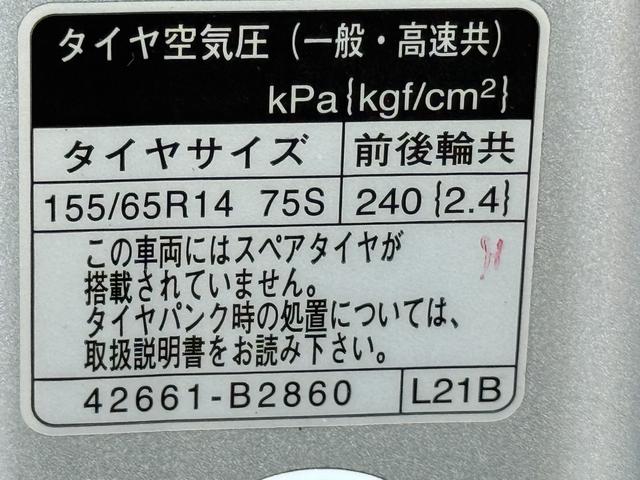 タイヤ空気圧（一般・高速共）
kPa{kgf/cm²}
タイヤサイズ 前後輪共
155/65R14 75S 240{2.4}
この車両にはスペアタイヤが
搭載されていません。
タイヤパンク時の処置については、
取扱説明書をお読み下さい。
42661-B2860 L21B